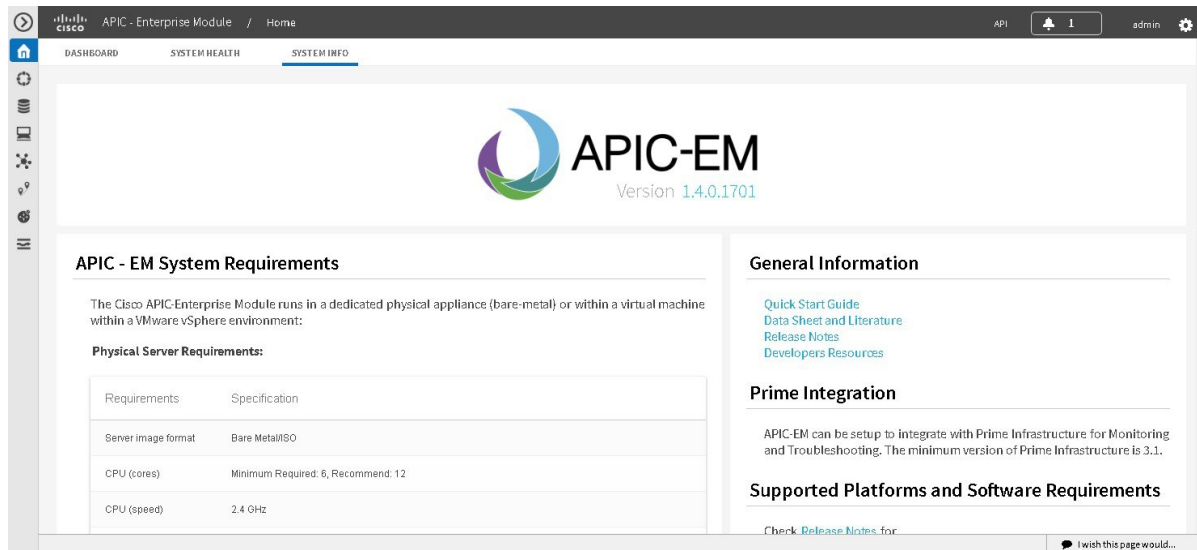 CISCO APIC - Enterprise Module / Home API 1 admin
DASHBOARD SYSTEM HEALTH SYSTEM INFO
APIC-EM
Version 1.4.0.1701
APIC - EM System Requirements
The Cisco APIC-Enterprise Module runs in a dedicated physical appliance (bare-metal) or within a virtual machine
within a VMware vSphere environment:
Physical Server Requirements:
Requirements Specification
Server image format Bare Metal/ISO
CPU (cores) Minimum Required: 6, Recommend: 12
CPU (speed) 2.4 GHz
General Information
Quick Start Guide
Data Sheet and Literature
Release Notes
Developers Resources
Prime Integration
APIC-EM can be setup to integrate with Prime Infrastructure for Monitoring
and Troubleshooting. The minimum version of Prime Infrastructure is 3.1.
Supported Platforms and Software Requirements
Check Release Notes for
I wish this page would...